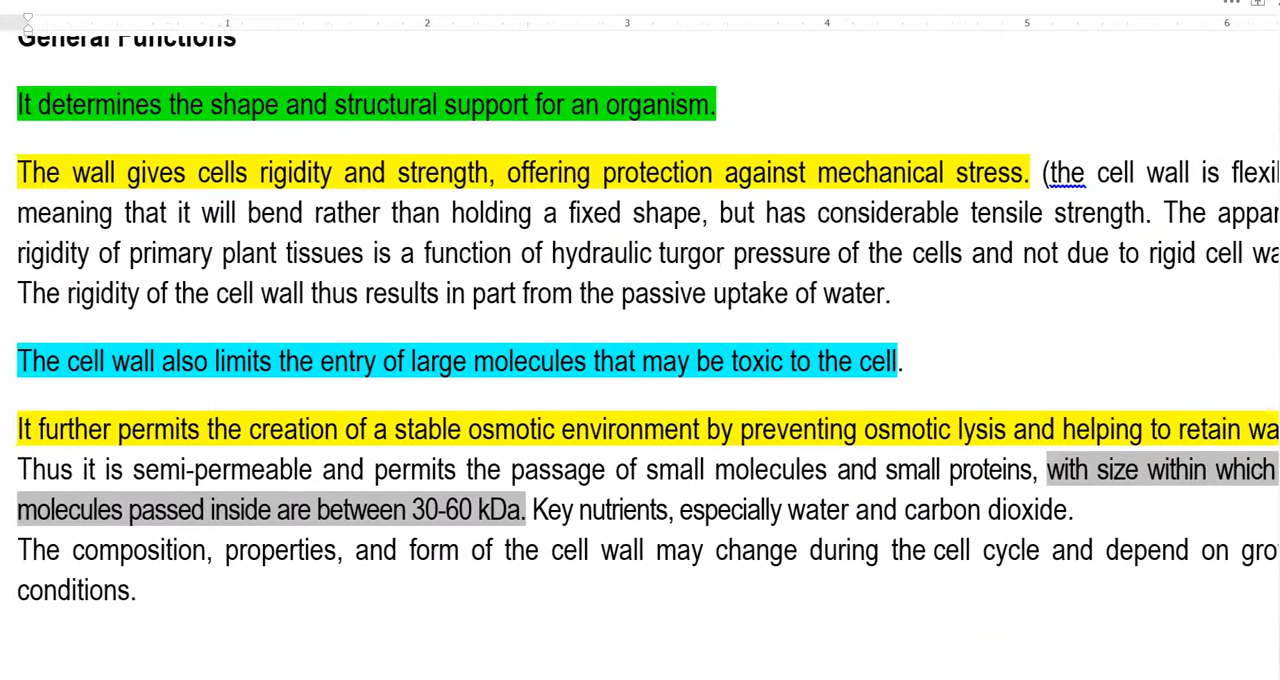 1 2 3 4 5 6
General Functions
It determines the shape and structural support for an organism.
The wall gives cells rigidity and strength, offering protection against mechanical stress. (the cell wall is
meaning that it will bend rather than holding a fixed shape, but has considerable tensile strength. The
rigidity of primary plant tissues is a function of hydraulic turgor pressure of the cells and not due to rigid cell
The rigidity of the cell wall thus results in part from the passive uptake of water.
The cell wall also limits the entry of large molecules that may be toxic to the cell.
It further permits the creation of a stable osmotic environment by preventing osmotic lysis and helping to retain
Thus it is semi-permeable and permits the passage of small molecules and small proteins, with size within which
molecules passed inside are between 30-60 kDa. Key nutrients, especially water and carbon dioxide.
The composition, properties, and form of the cell wall may change during the cell cycle and depend on
conditions.